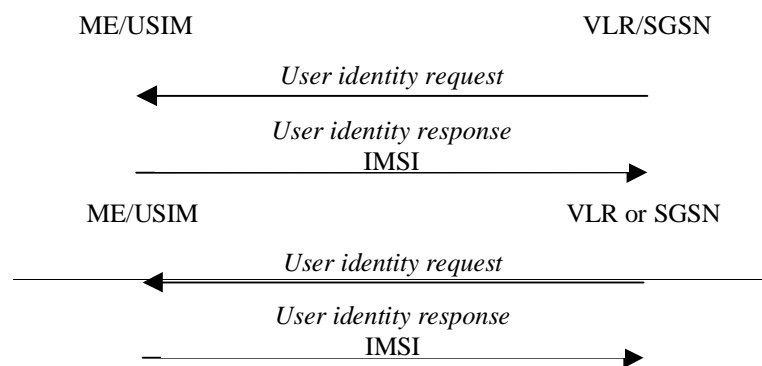 ME/USIM VLR/SGSN
User identity request
User identity response
IMSI
ME/USIM VLR or SGSN
User identity request
User identity response
IMSI